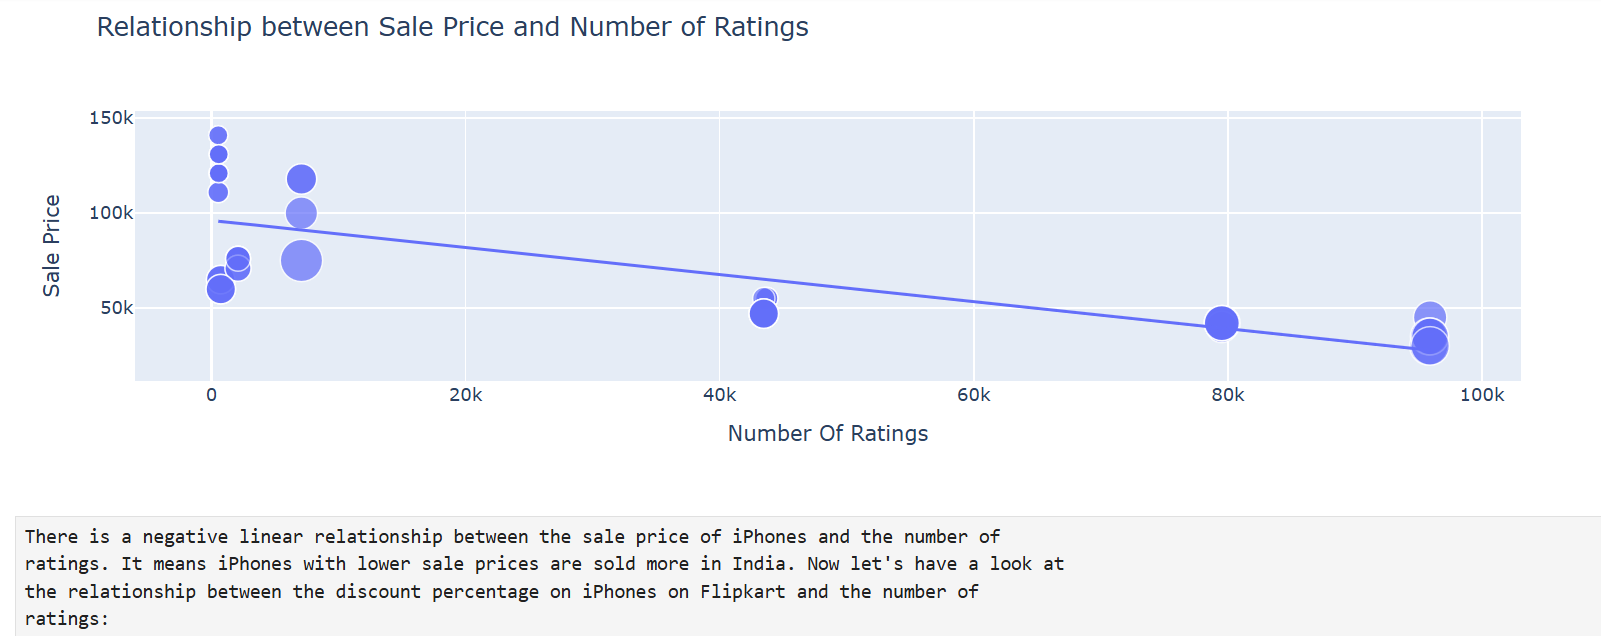 Relationship between Sale Price and Number of Ratings
150k
100k
50k
Sale Price
0 20k 40k 60k 80k 100k
Number Of Ratings
There is a negative linear relationship between the sale price of iPhones and the number of
ratings. It means iPhones with lower sale prices are sold more in India. Now let's have a look at
the relationship between the discount percentage on iPhones on Flipkart and the number of
ratings: